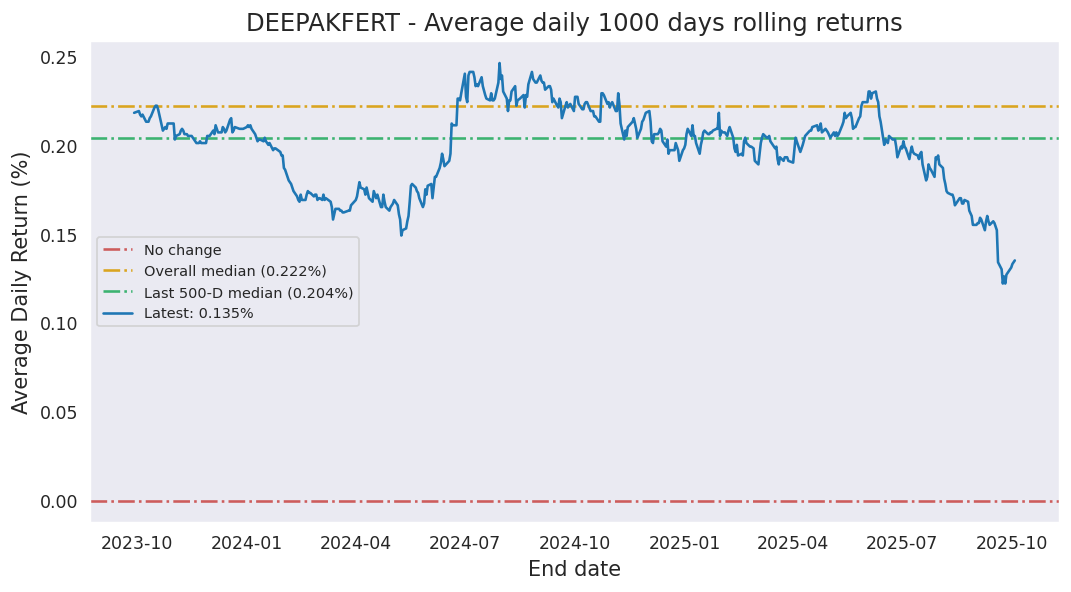 DEEPAKFERT - Average daily 1000 days rolling returns
Average Daily Return (%)
0.25
0.20
0.15
0.10
0.05
0.00
No change
Overall median (0.222%)
Last 500-D median (0.204%)
Latest: 0.135%
2023-10 2024-01 2024-04 2024-07 2024-10 2025-01 2025-04 2025-07 2025-10
End date